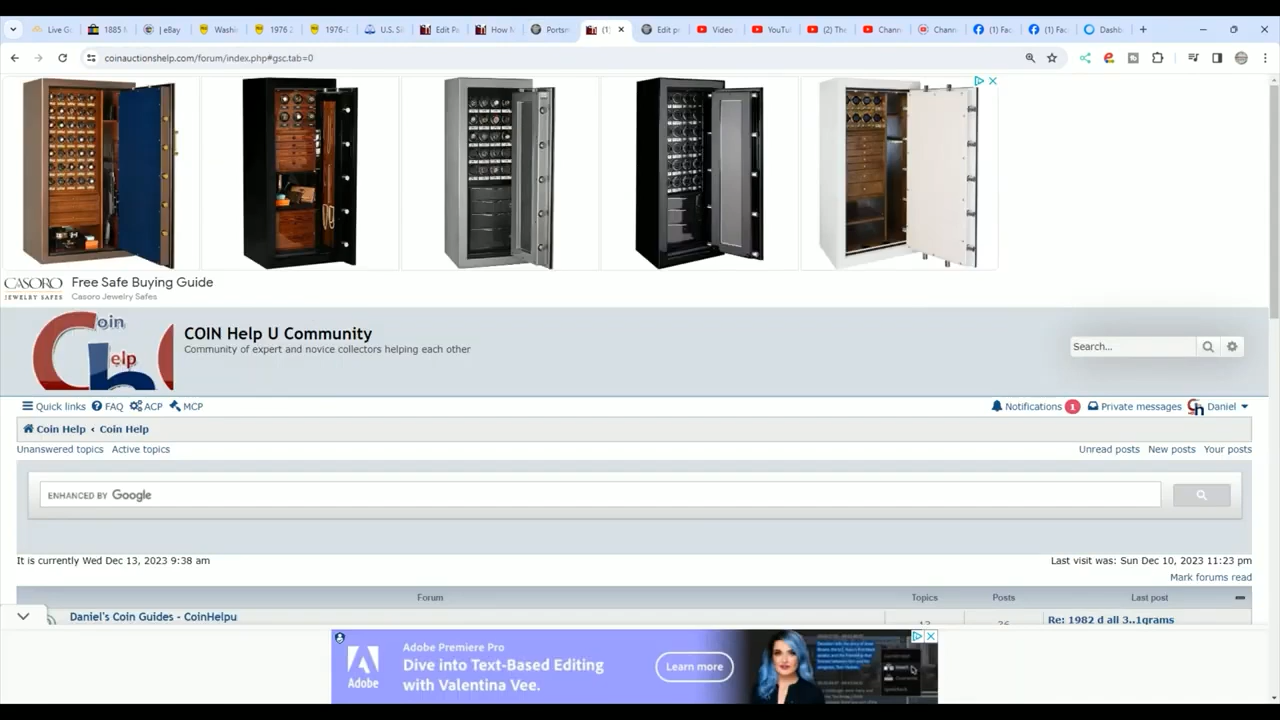 Live G
1885 M
eBay
Washin
1976 2
1976-
U.S. Si
Edit Pa
How M
Portsm
(1)
Edit p
Video
YouTu
(2) Tha
Chann
Chann
(1) Fac
(1) Fac
Dashb
coinauctionshelp.com/forum/index.php#gsc.tab=0
CASORO
JEWELRY SAFES
Free Safe Buying Guide
Casoro Jewelry Safes
Coin
Help
COIN Help U Community
Community of expert and novice collectors helping each other
Search...
Quick links FAQ ACP MCP
Notifications 1 Private messages Daniel
Coin Help ‹ Coin Help
Unanswered topics Active topics
Unread posts New posts Your posts
ENHANCED BY Google
It is currently Wed Dec 13, 2023 9:38 am
Last visit was: Sun Dec 10, 2023 11:23 pm
Mark forums read
Forum Topics Posts Last post
Daniel's Coin Guides - CoinHelpu
Re: 1982 d all 3..1grams
Adobe
Adobe Premiere Pro
Dive into Text-Based Editing
with Valentina Vee.
Learn more